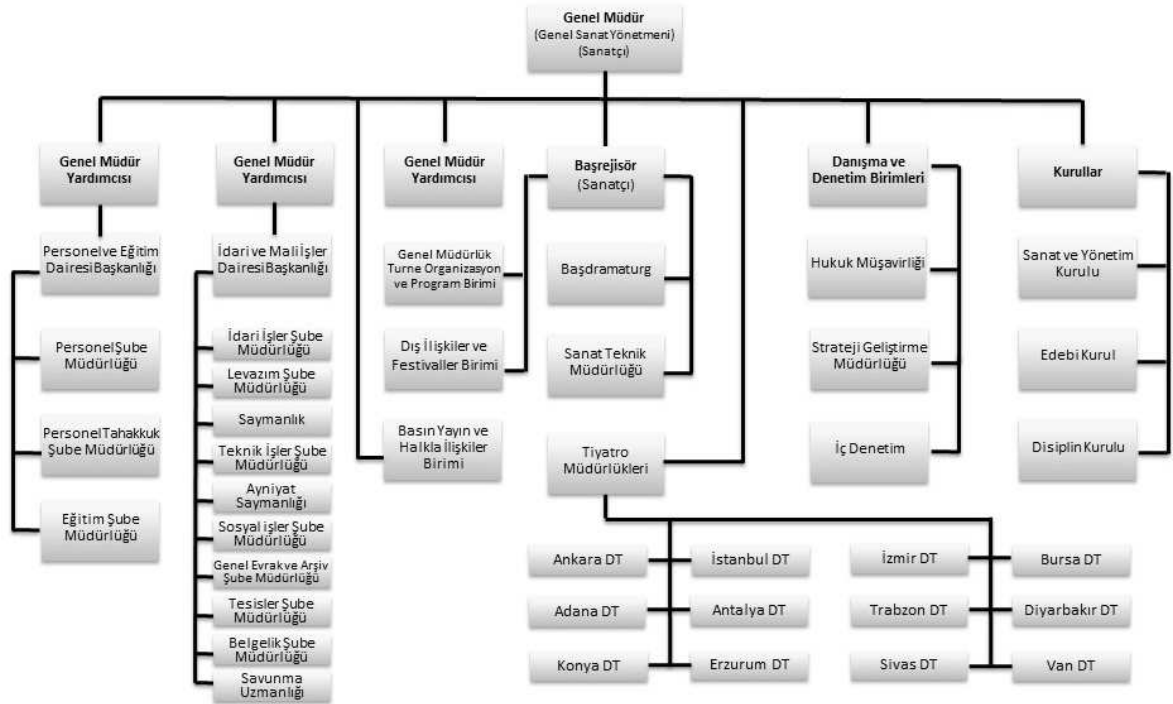 Genel Müdür
(Genel Sanat Yönetmeni)
(Sanatçı)
Genel Müdür
Yardımcısı
Genel Müdür
Yardımcısı
Genel Müdür
Yardımcısı
Başrejisör
(Sanatçı)
Danışma ve
Denetim Birimleri
Kurullar
Personel ve Eğitim
Dairesi Başkanlığı
Personel Şube
Müdürlüğü
Personel Tahakkuk
Şube Müdürlüğü
Eğitim Şube
Müdürlüğü
İdari ve Mali İşler
Dairesi Başkanlığı
İdari İşler Şube
Müdürlüğü
Levazım Şube
Müdürlüğü
Saymanlık
Teknik İşler Şube
Müdürlüğü
Ayniyat
Saymanlığı
Sosyal işler Şube
Müdürlüğü
Genel Evrak ve Arşiv
Şube Müdürlüğü
Tesisler Şube
Müdürlüğü
Belgelik Şube
Müdürlüğü
Savunma
Uzmanlığı
Genel Müdürlük
Turne Organizasyon
ve Program Birimi
Dış İlişkiler ve
Festivaller Birimi
Basın Yayın ve
Halkla İlişkiler
Birimi
Başdramaturg
Sanat Teknik
Müdürlüğü
Tiyatro
Müdürlükleri
Hukuk Müşavirliği
Strateji Geliştirme
Müdürlüğü
İç Denetim
Sanat ve Yönetim
Kurulu
Edebi Kurul
Disiplin Kurulu
Ankara DT
İstanbul DT
İzmir DT
Bursa DT
Adana DT
Antalya DT
Trabzon DT
Diyarbakır DT
Konya DT
Erzurum DT
Sivas DT
Van DT